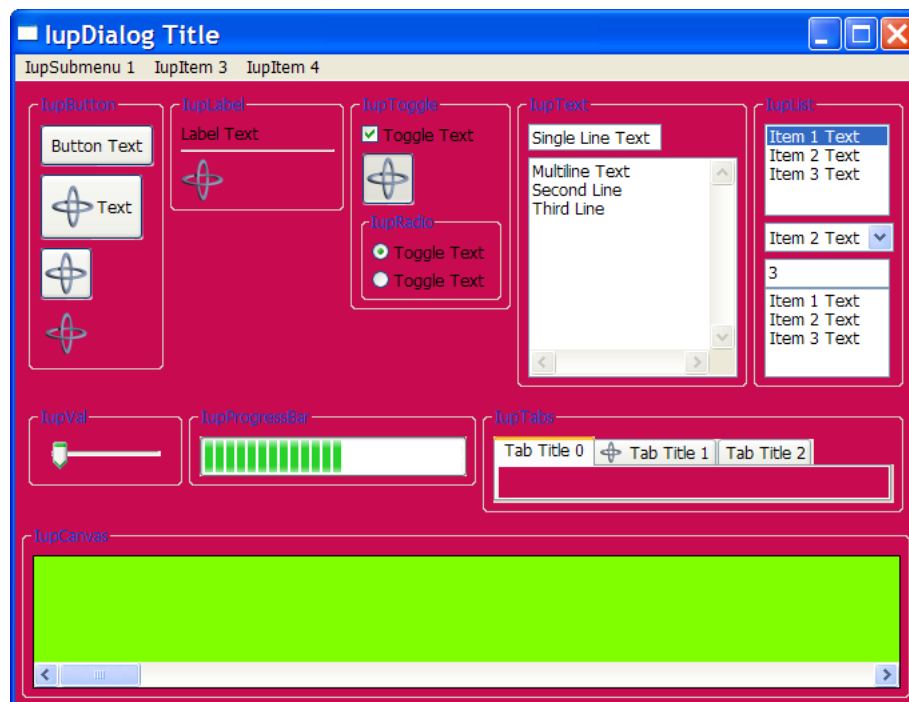 IupDialog Title
IupSubmenu 1 IupItem 3 IupItem 4
IupButton
Button Text
Text
IupLabel
Label Text
IupToggle
Toggle Text
IupRadio
Toggle Text
Toggle Text
IupText
Single Line Text
Multiline Text
Second Line
Third Line
IupList
Item 1 Text
Item 2 Text
Item 3 Text
Item 2 Text
3
Item 1 Text
Item 2 Text
Item 3 Text
IupVal
IupProgressBar
IupTabs
Tab Title 0 Tab Title 1 Tab Title 2
IupCanvas